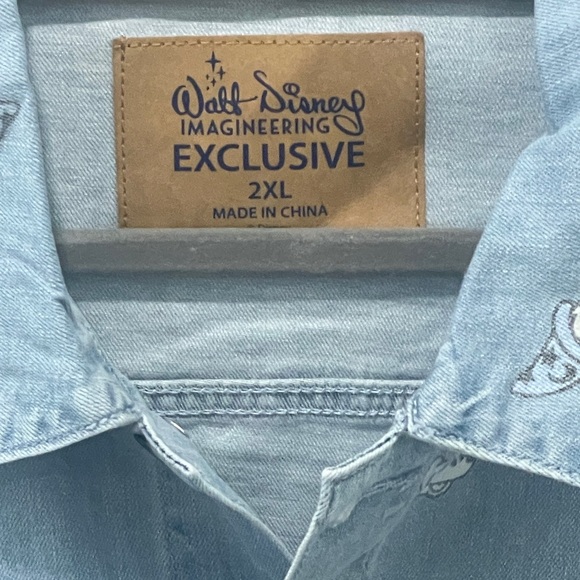 Walt Disney
IMAGINEERING
EXCLUSIVE
2XL
MADE IN CHINA